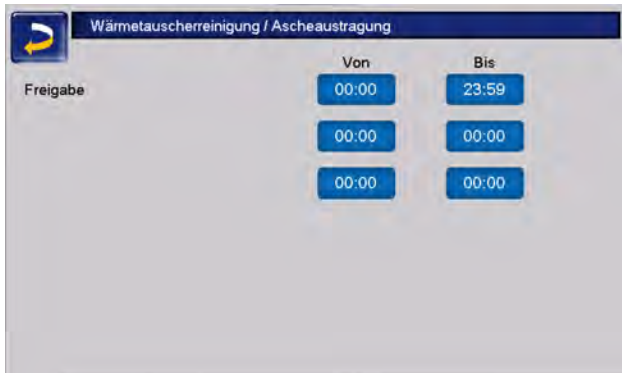 Wärmetauscherreinigung / Ascheaustragung
Von Bis
Freigabe 00:00 23:59
00:00 00:00
00:00 00:00